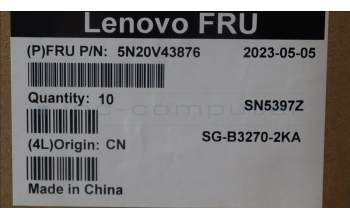 Lenovo FRU
(P)FRU P/N: 5N20V43876 2023-05-05
Quantity: 10
SN5397Z
SG-B3270-2KA
(4L)Origin: CN
Made in China